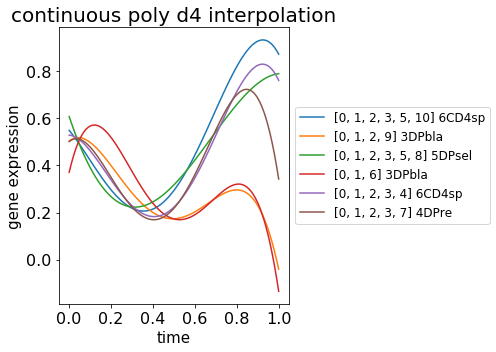 continuous poly d4 interpolation
gene expression
0.8
0.6
0.4
0.2
0.0
0.0 0.2 0.4 0.6 0.8 1.0
time
[0, 1, 2, 3, 5, 10] 6CD4sp
[0, 1, 2, 9] 3DPbla
[0, 1, 2, 3, 5, 8] 5DPsel
[0, 1, 6] 3DPbla
[0, 1, 2, 3, 4] 6CD4sp
[0, 1, 2, 3, 7] 4DPre